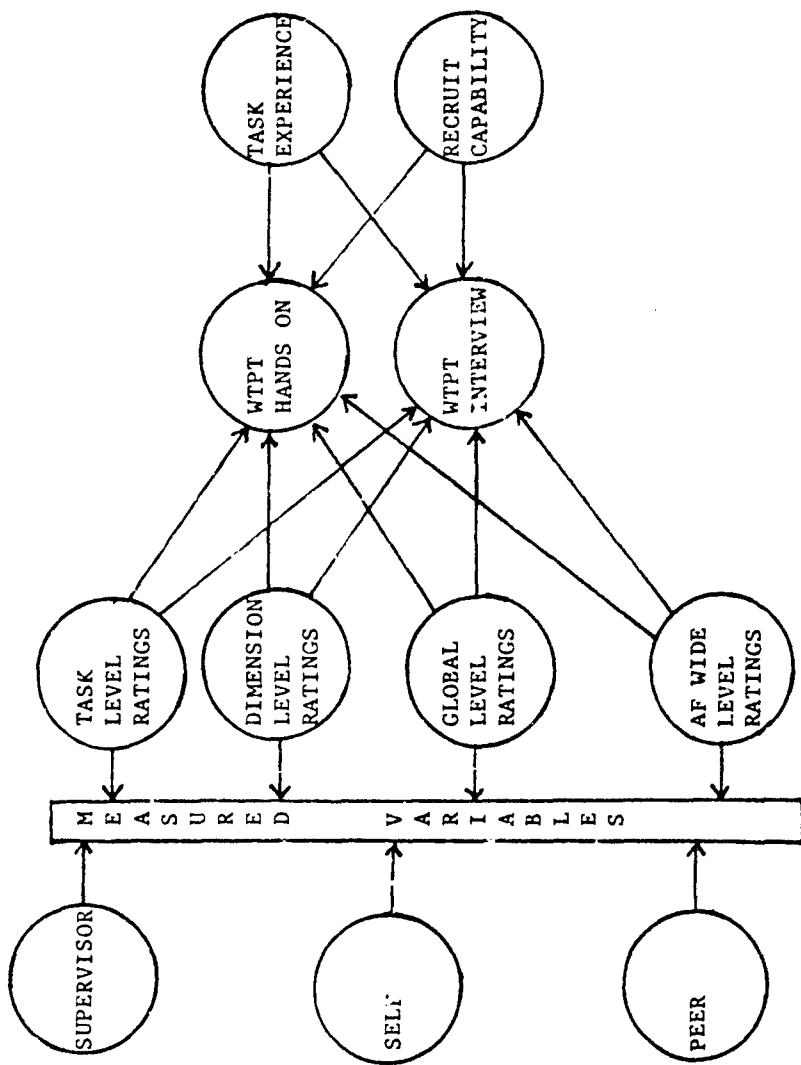 SUPERVISOR
SELF
PEER
MEASURED VARIABLES
TASK
LEVEL
RATINGS
DIMENSION
LEVEL
RATINGS
GLOBAL
LEVEL
RATINGS
AF WIDE
LEVEL
RATINGS
WTPT
HANDS ON
WTPT
INTERVIEW
TASK
EXPERIENCE
RECRUIT
CAPABILITY